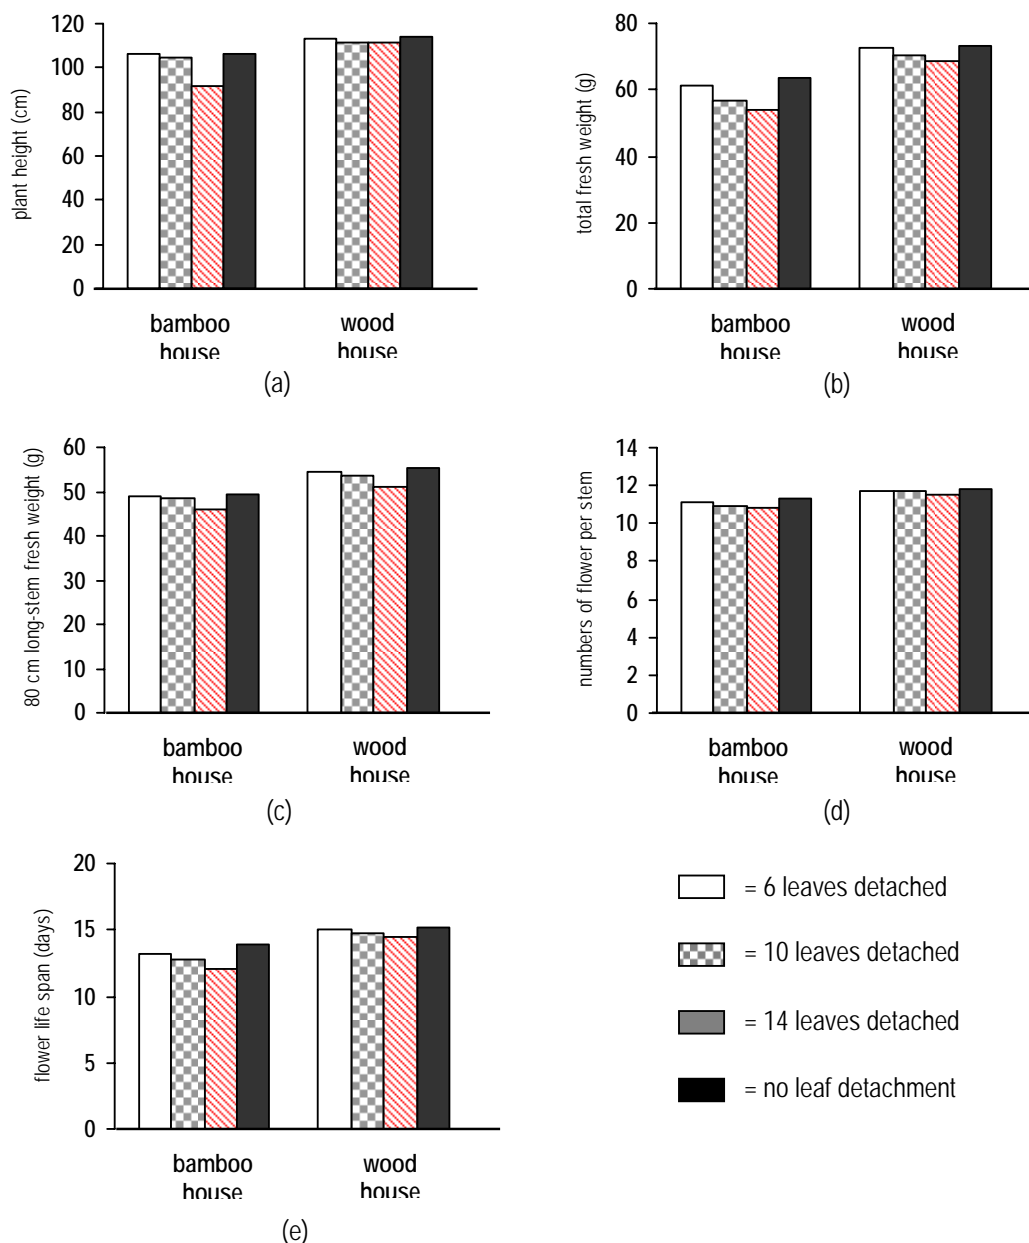 plant height (cm)
120
100
80
60
40
20
0
bamboo
house
wood
house
(a)
total fresh weight (g)
80
60
40
20
0
bamboo
house
wood
house
(b)
80 cm long-stem fresh weight (g)
60
50
40
30
20
10
0
bamboo
house
wood
house
(c)
numbers of flower per stem
14
12
10
8
6
4
2
0
bamboo
house
wood
house
(d)
flower life span (days)
20
15
10
5
0
bamboo
house
wood
house
(e)
= 6 leaves detached
= 10 leaves detached
= 14 leaves detached
= no leaf detachment